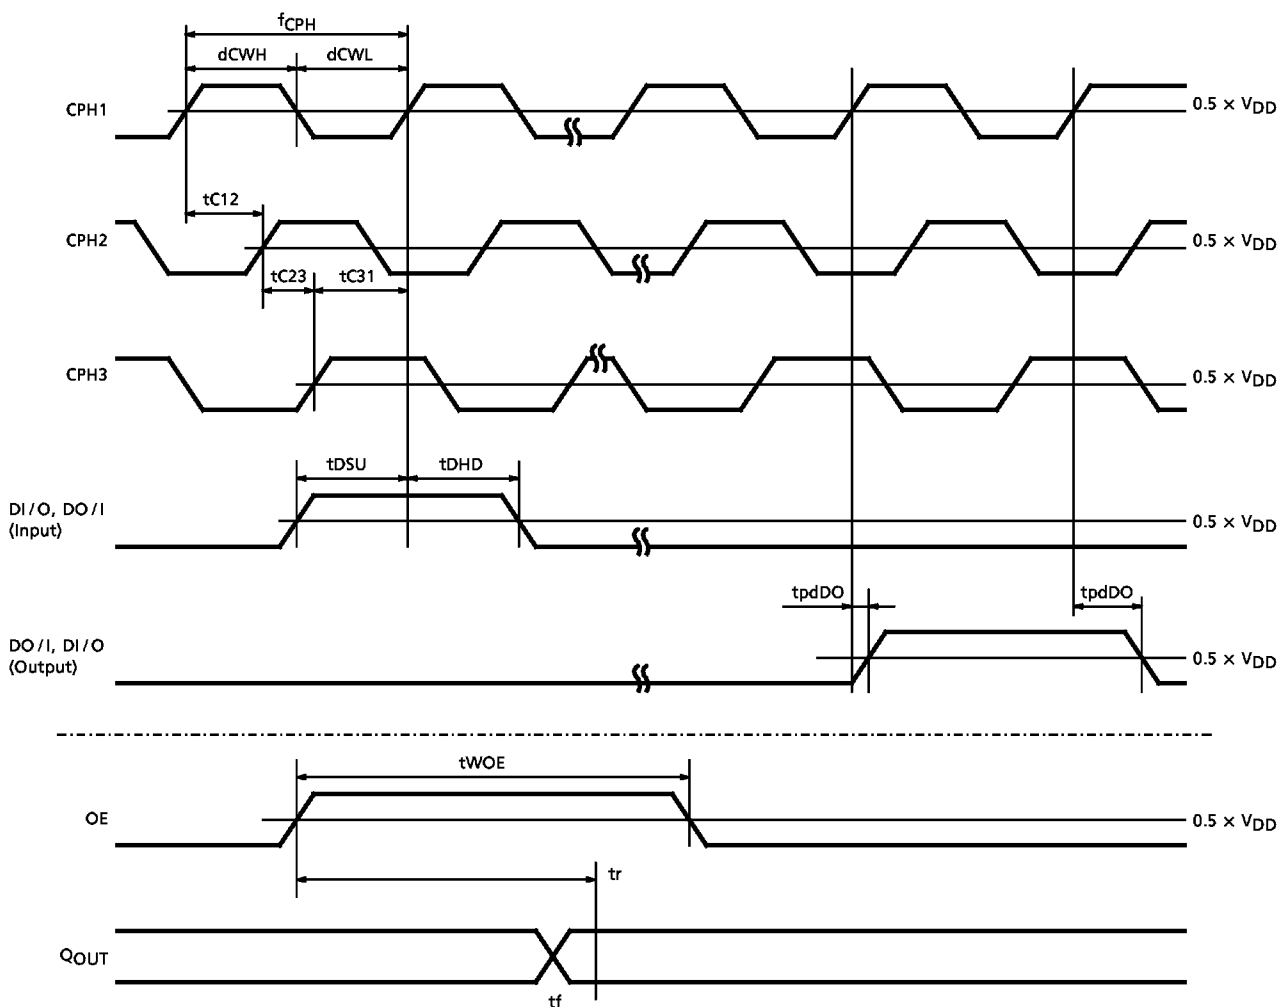 fCPH
dCWH dCWL
CPH1 0.5 × VDD
tC12
CPH2 0.5 × VDD
tC23 tC31
CPH3 0.5 × VDD
tDSU tDHD
DI/O, DO/I
(Input) 0.5 × VDD
tpdDO tpdDO
DO/I, DI/O
(Output) 0.5 × VDD
tWOE
OE 0.5 × VDD
tr
QOUT
tf